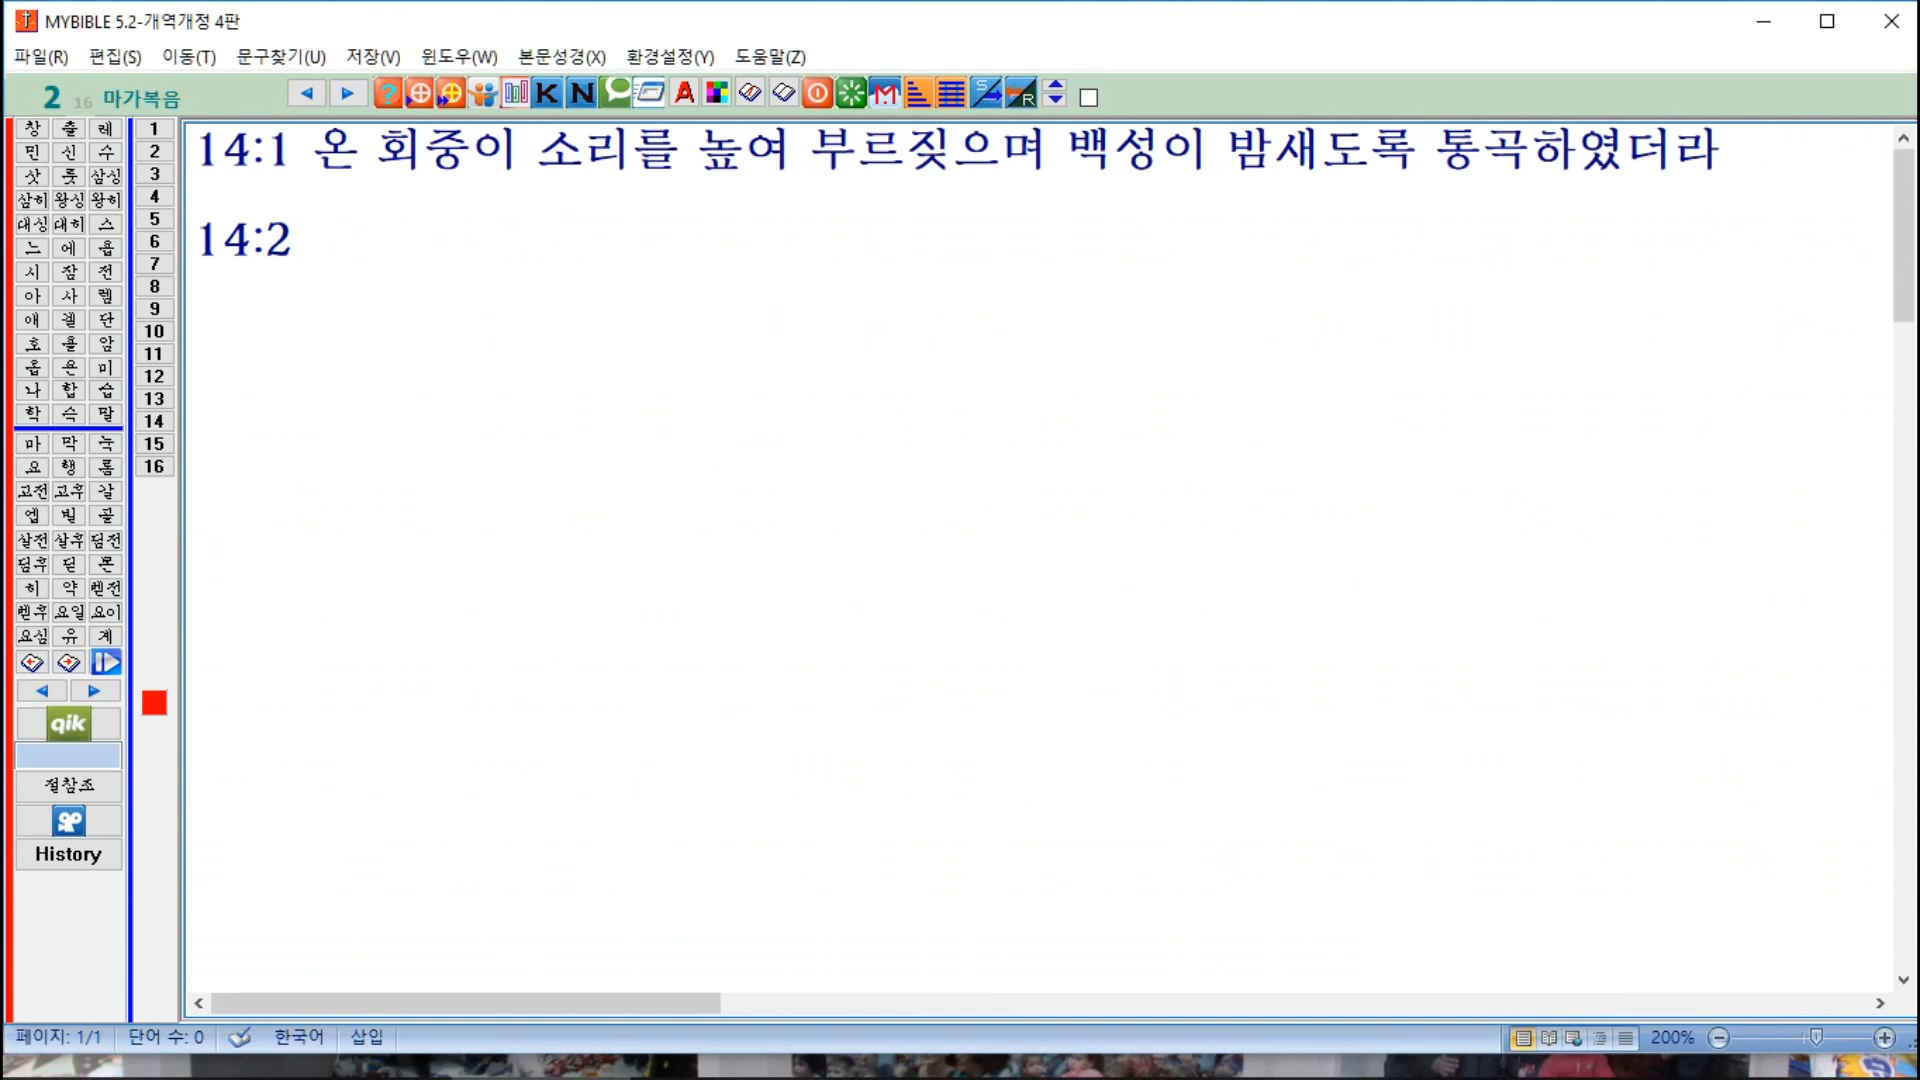 MYBIBLE 5.2-개역개정 4판
파일(R) 편집(S) 이동(T) 문구찾기(U) 저장(V) 윈도우(W) 본문성경(X) 환경설정(Y) 도움말(Z)
2 16 마가복음
K N A M S R
창 출 레 1
민 신 수 2
삿 룻 삼상 3
삼하 왕상 왕하 4
대상 대하 스 5
느 에 욥 6
시 잠 전 7
아 사 렘 8
애 겔 단 9
호 욜 암 10
옵 욘 미 11
나 합 습 12
학 슥 말 13
14
마 막 눅 15
요 행 롬 16
고전 고후 갈
엡 빌 골
살전 살후 딤전
딤후 딛 몬
히 약 벧전
벧후 요일 요이
요삼 유 계
qik
절참조
History
14:1 온 회중이 소리를 높여 부르짖으며 백성이 밤새도록 통곡하였더라
14:2
페이지: 1/1 단어 수: 0 한국어 삽입 200%